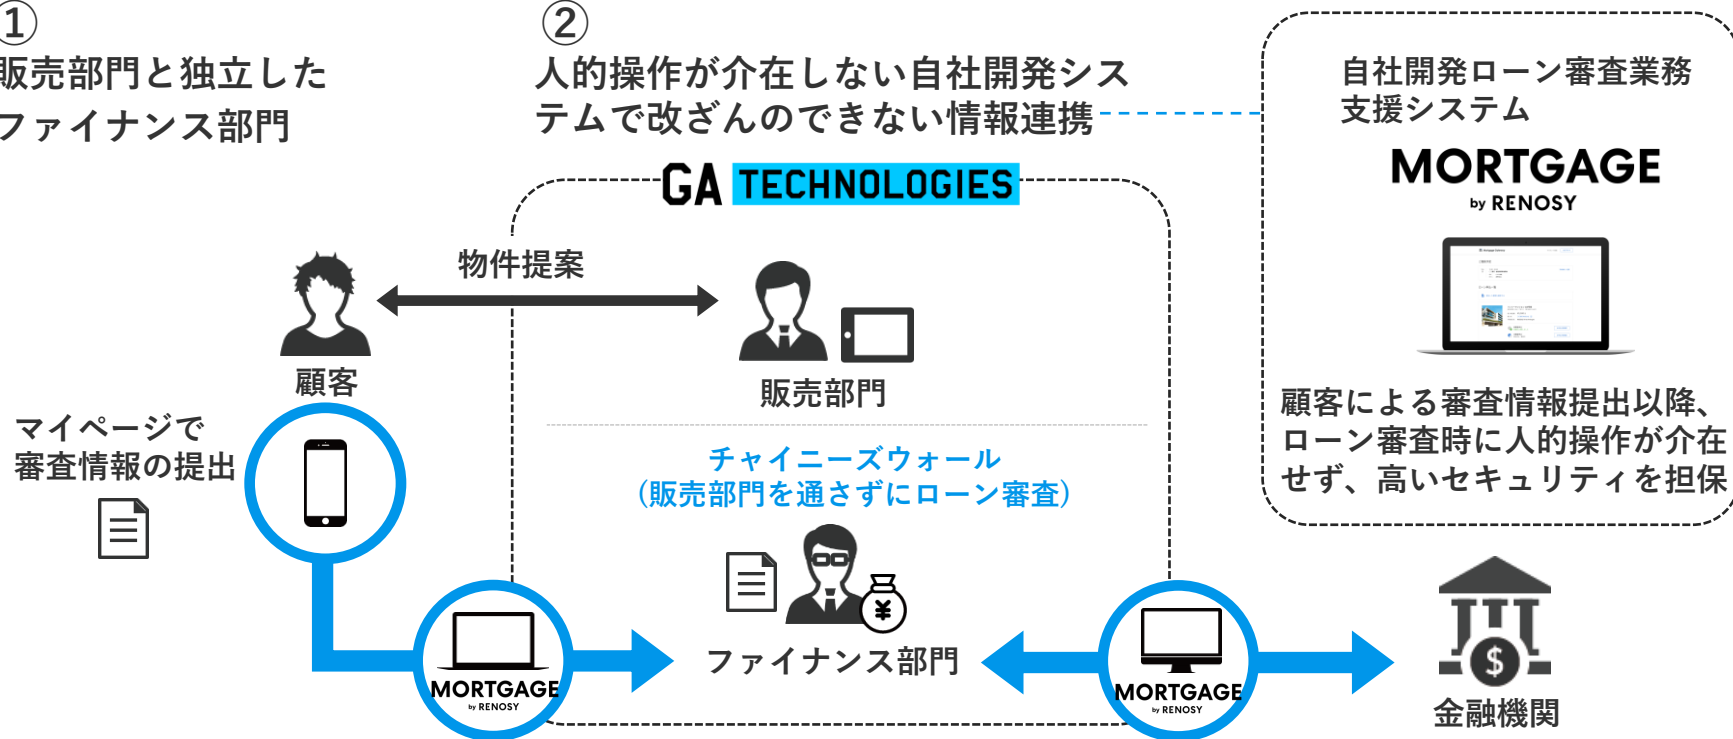 ①
販売部門と独立した
ファイナンス部門
②
人的操作が介在しない自社開発シス
テムで改ざんのできない情報連携
自社開発ローン審査業務
支援システム
MORTGAGE
by RENOSY
顧客による審査情報提出以降、
ローン審査時に人的操作が介在
せず、高いセキュリティを担保
GA TECHNOLOGIES
物件提案
顧客
販売部門
マイページで
審査情報の提出
チャイニーズウォール
(販売部門を通さずにローン審査)
¥
ファイナンス部門
MORTGAGE
by RENOSY
MORTGAGE
by RENOSY
$
金融機関